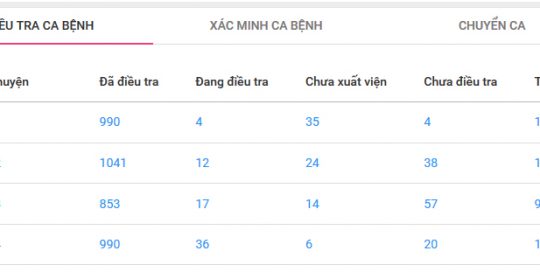 ỀU TRA CA BỆNH XÁC MINH CA BỆNH CHUYỂN CA
huyện Đã điều tra Đang điều tra Chưa xuất viện Chưa điều tra T
990 4 35 4 1
1041 12 24 38 1
853 17 14 57 9
990 36 6 20 1